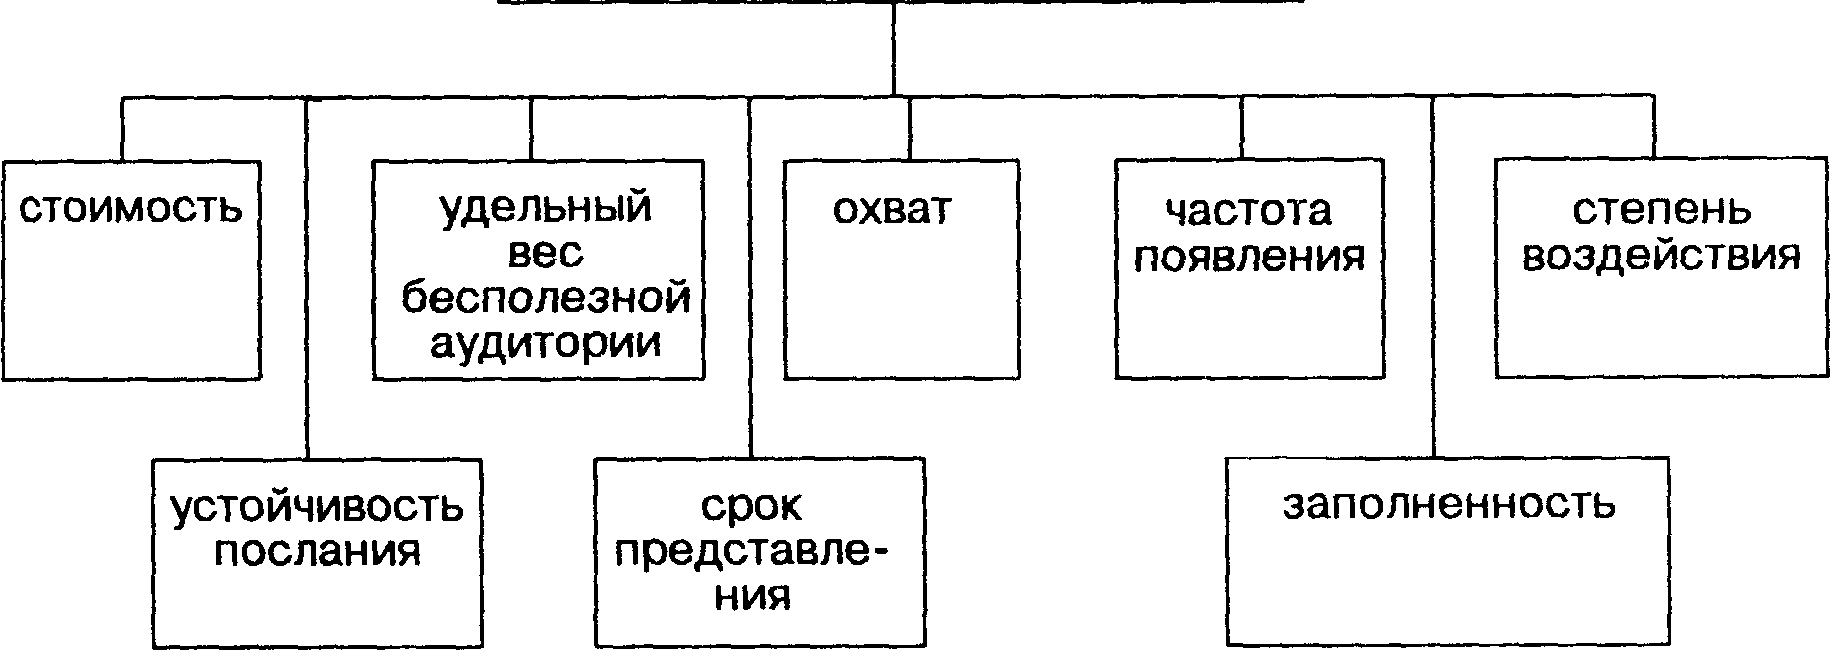 стоимость
удельный
вес
бесполезной
аудитории
охват
частота
появления
степень
воздействия
устойчивость
послания
срок
представле-
ния
заполненность